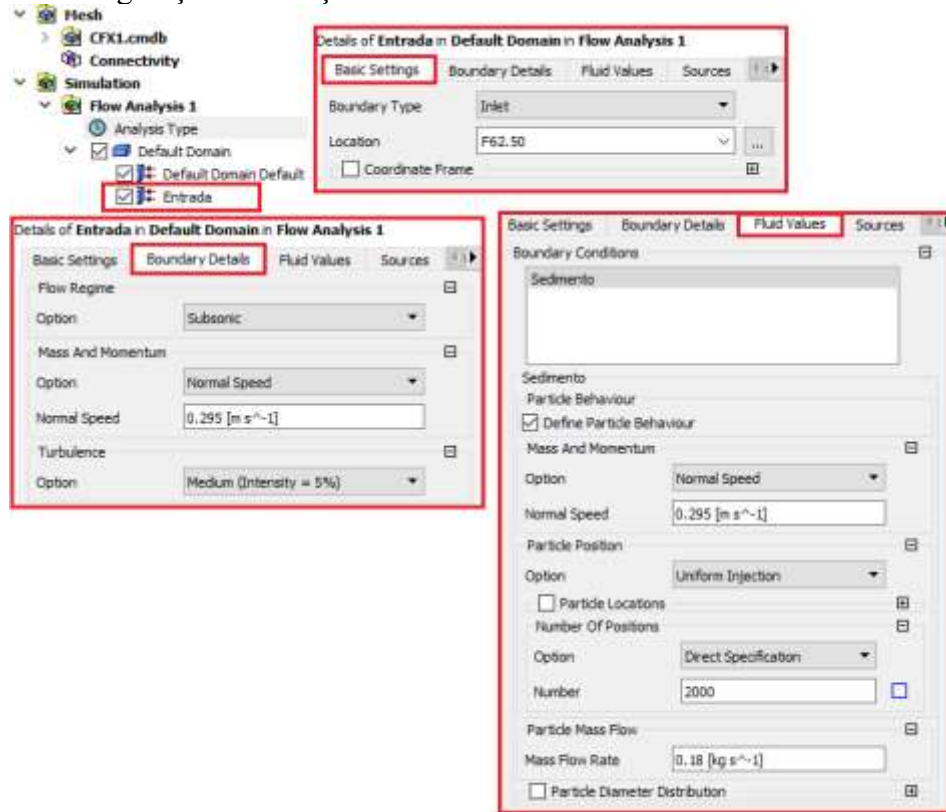 Mesh
CFX1.cmdb
Connectivity
Simulation
Flow Analysis 1
Analysis Type
Default Domain
Default Domain Default
Entrada
Details of Entrada in Default Domain in Flow Analysis 1
Basic Settings Boundary Details Fluid Values Sources
Boundary Type Inlet
Location F62.50 ...
Coordinate Frame
Details of Entrada in Default Domain in Flow Analysis 1
Basic Settings Boundary Details Fluid Values Sources
Flow Regime
Option Subsonic
Mass And Momentum
Option Normal Speed
Normal Speed 0.295 [m s^-1]
Turbulence
Option Medium (Intensity = 5%)
Basic Settings Boundary Details Fluid Values Sources
Boundary Conditions
Sedimento
Sedimento
Particle Behaviour
Define Particle Behaviour
Mass And Momentum
Option Normal Speed
Normal Speed 0.295 [m s^-1]
Particle Position
Option Uniform Injection
Particle Locations
Number Of Positions
Option Direct Specification
Number 2000
Particle Mass Flow
Mass Flow Rate 0.18 [kg s^-1]
Particle Diameter Distribution